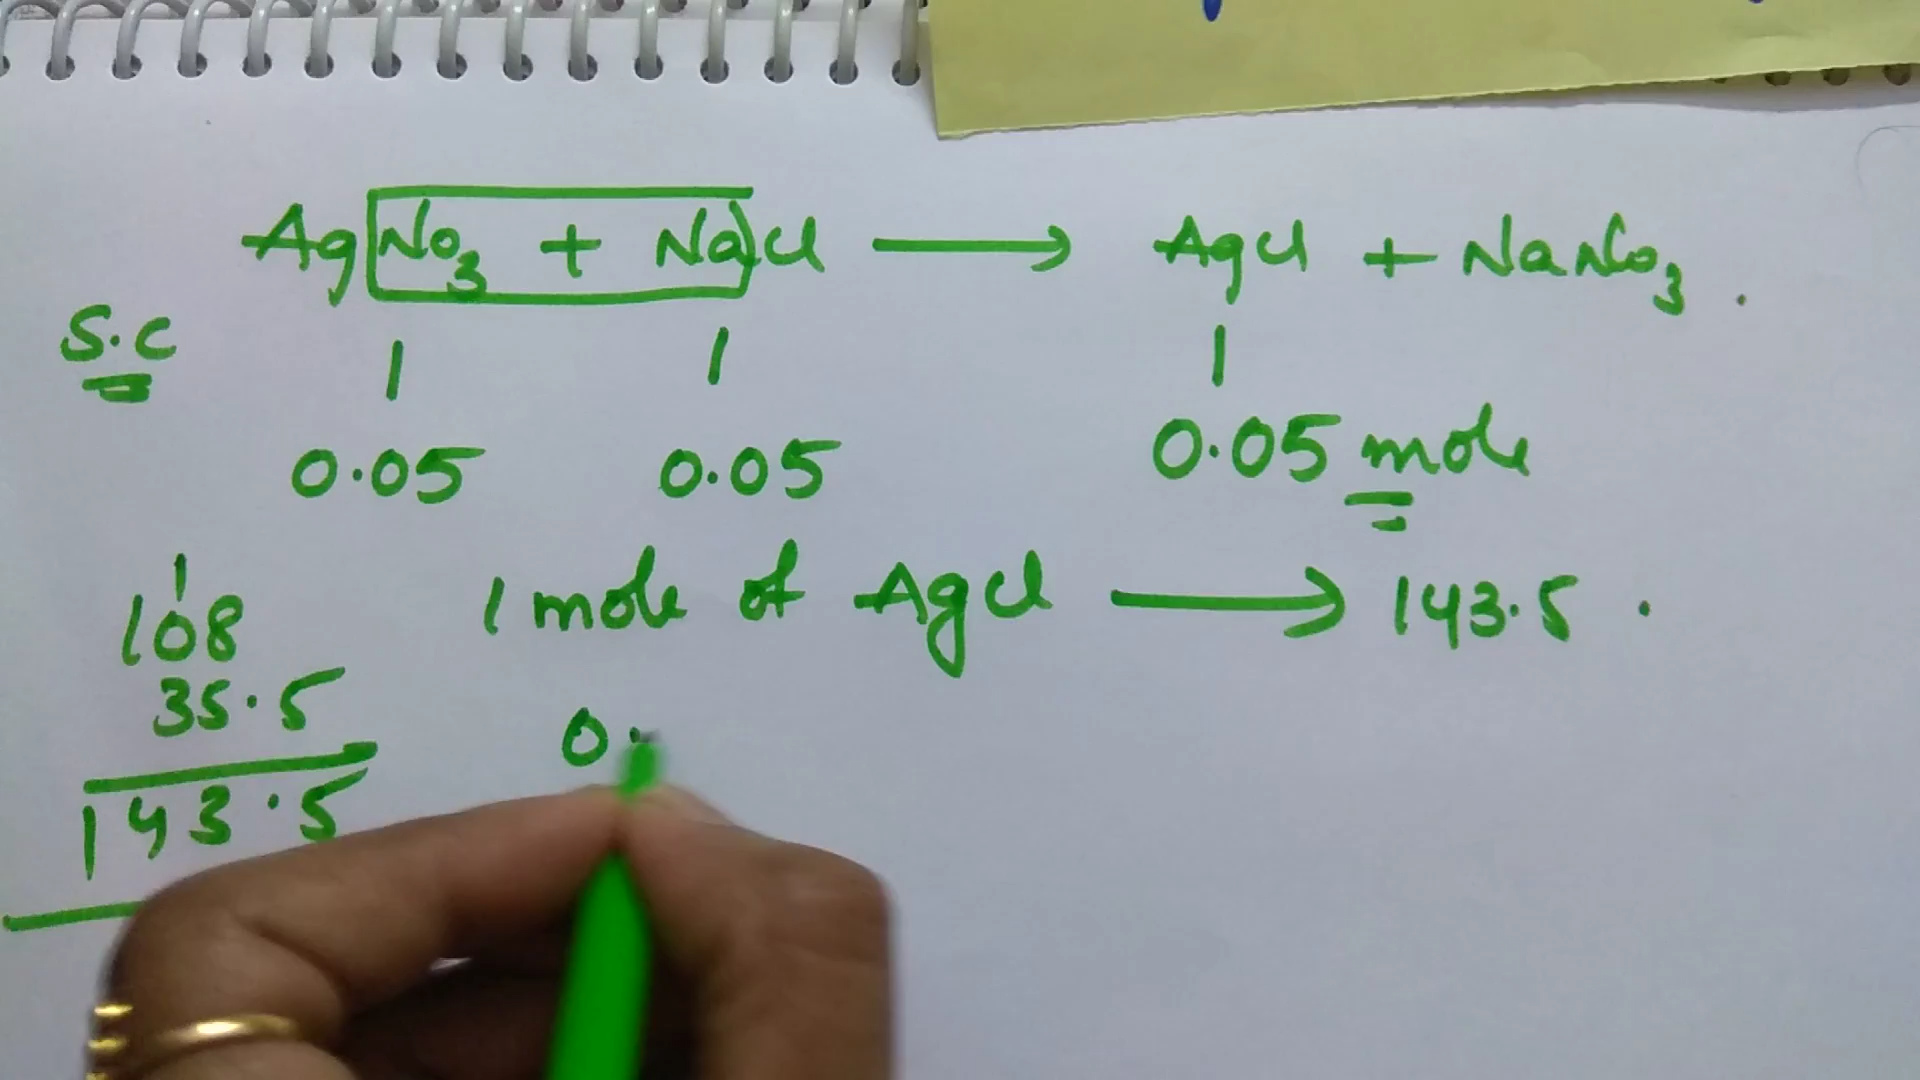 AgNo₃ + NaCl ⟶ AgCl + NaNo₃ .
S.C
1 1 1
0.05 0.05 0.05 mole
1
108
35.5
143.5
1 mole of AgCl ⟶ 143.5 .
0.